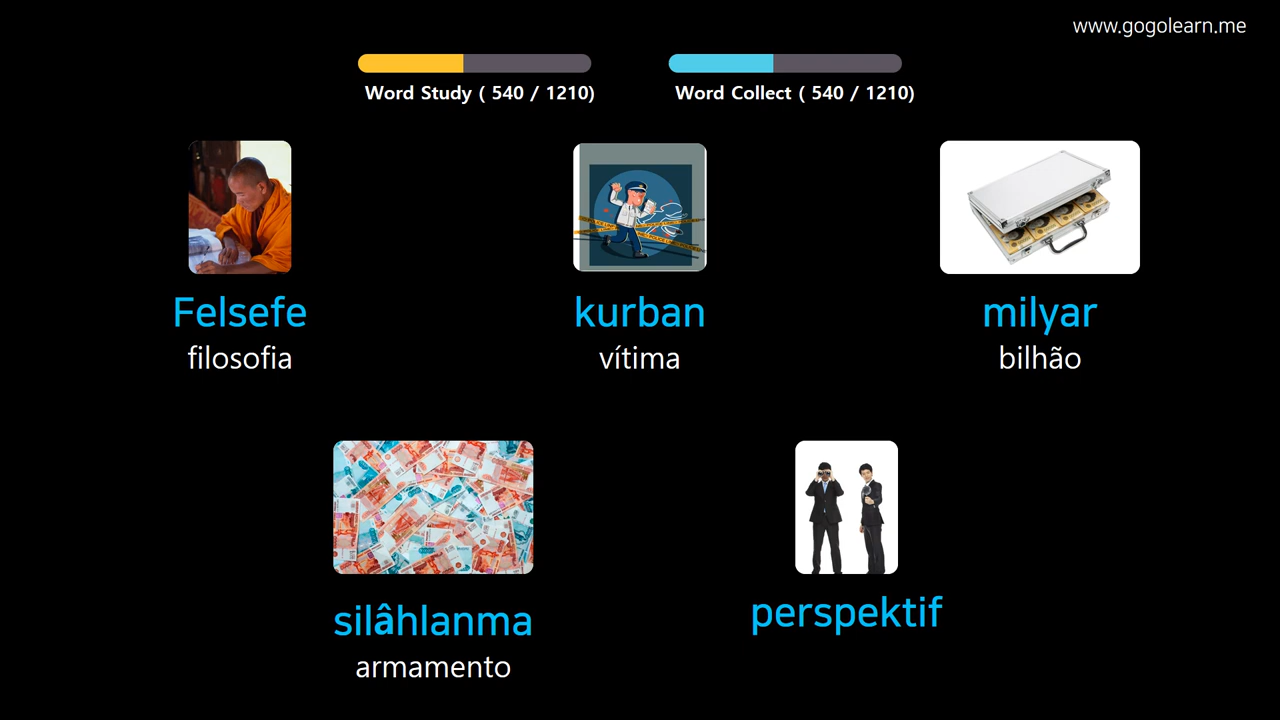 www.gogolearn.me
Word Study ( 540 / 1210)
Word Collect ( 540 / 1210)
Felsefe
filosofia
kurban
vítima
milyar
bilhão
silâhlanma
armamento
perspektif